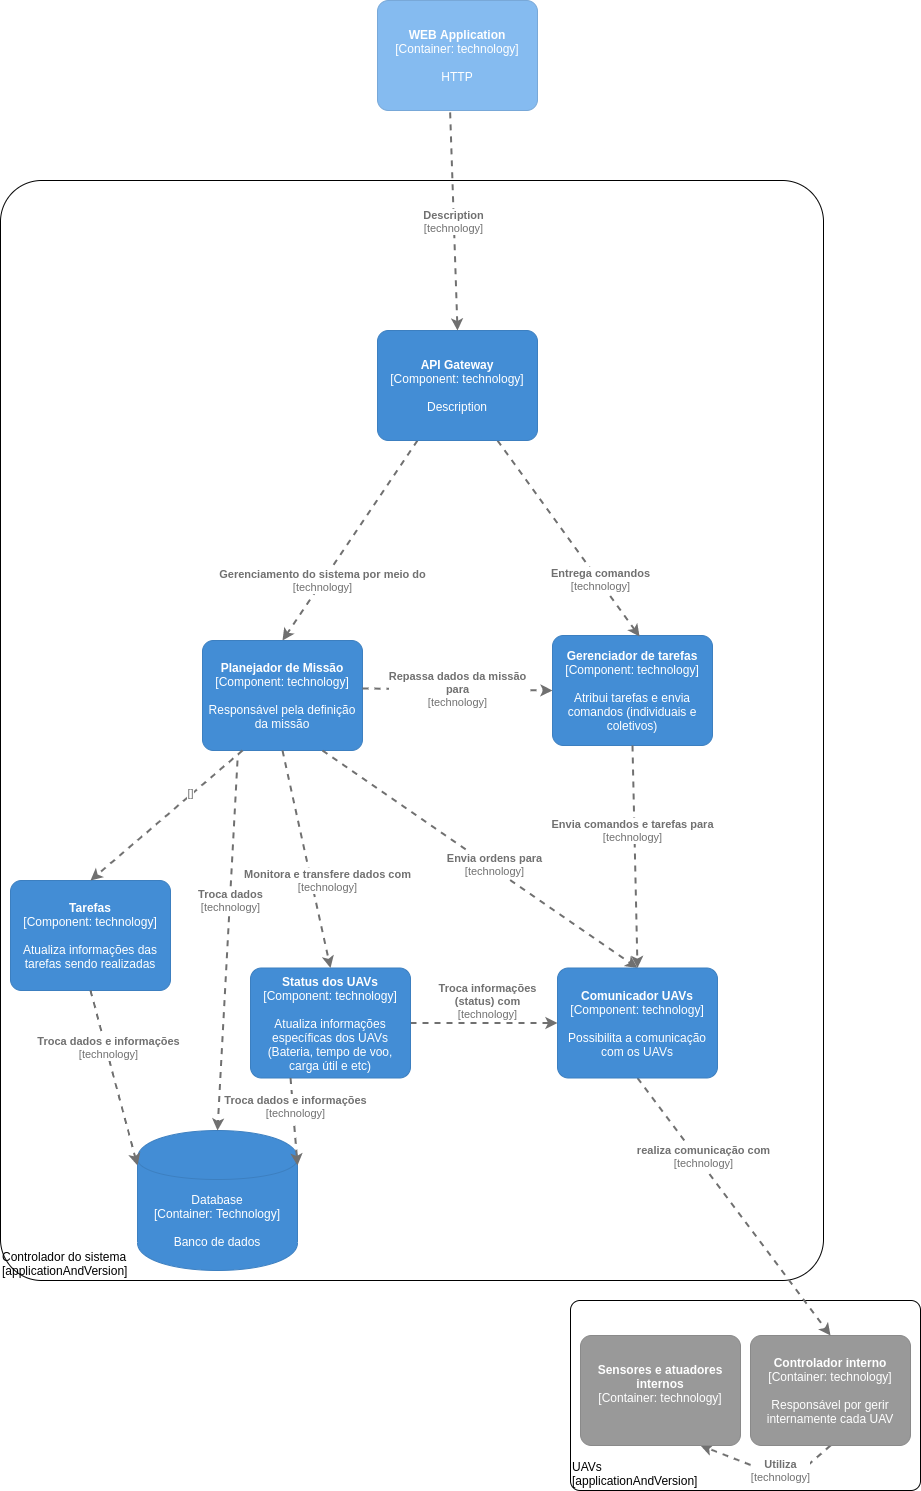 WEB Application
[Container: technology]
HTTP
Description
[technology]
API Gateway
[Component: technology]
Description
Gerenciamento do sistema por meio do
[technology]
Entrega comandos
[technology]
Planejador de Missão
[Component: technology]
Responsável pela definição
da missão
Repassa dados da missão
para
[technology]
Gerenciador de tarefas
[Component: technology]
Atribui tarefas e envia
comandos (individuais e
coletivos)
[]
Troca dados
[technology]
Monitora e transfere dados com
[technology]
Envia ordens para
[technology]
Envia comandos e tarefas para
[technology]
Tarefas
[Component: technology]
Atualiza informações das
tarefas sendo realizadas
Status dos UAVs
[Component: technology]
Atualiza informações
específicas dos UAVs
(Bateria, tempo de voo,
carga útil e etc)
Troca informações
(status) com
[technology]
Comunicador UAVs
[Component: technology]
Possibilita a comunicação
com os UAVs
Troca dados e informações
[technology]
Troca dados e informações
[technology]
realiza comunicação com
[technology]
Database
[Container: Technology]
Banco de dados
Controlador do sistema
[applicationAndVersion]
Sensores e atuadores
internos
[Container: technology]
Controlador interno
[Container: technology]
Responsável por gerir
internamente cada UAV
Utiliza
[technology]
UAVs
[applicationAndVersion]